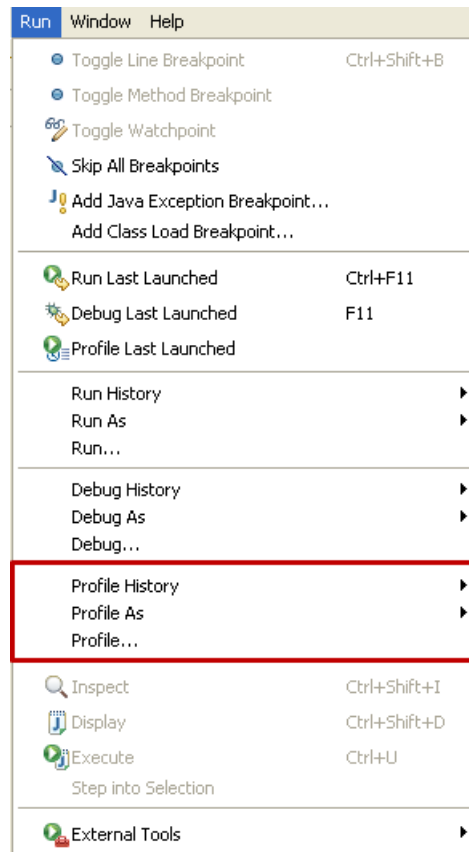 Run Window Help
Toggle Line Breakpoint Ctrl+Shift+B
Toggle Method Breakpoint
Toggle Watchpoint
Skip All Breakpoints
Add Java Exception Breakpoint...
Add Class Load Breakpoint...
Run Last Launched Ctrl+F11
Debug Last Launched F11
Profile Last Launched
Run History
Run As
Run...
Debug History
Debug As
Debug...
Profile History
Profile As
Profile...
Inspect Ctrl+Shift+I
Display Ctrl+Shift+D
Execute Ctrl+U
Step into Selection
External Tools